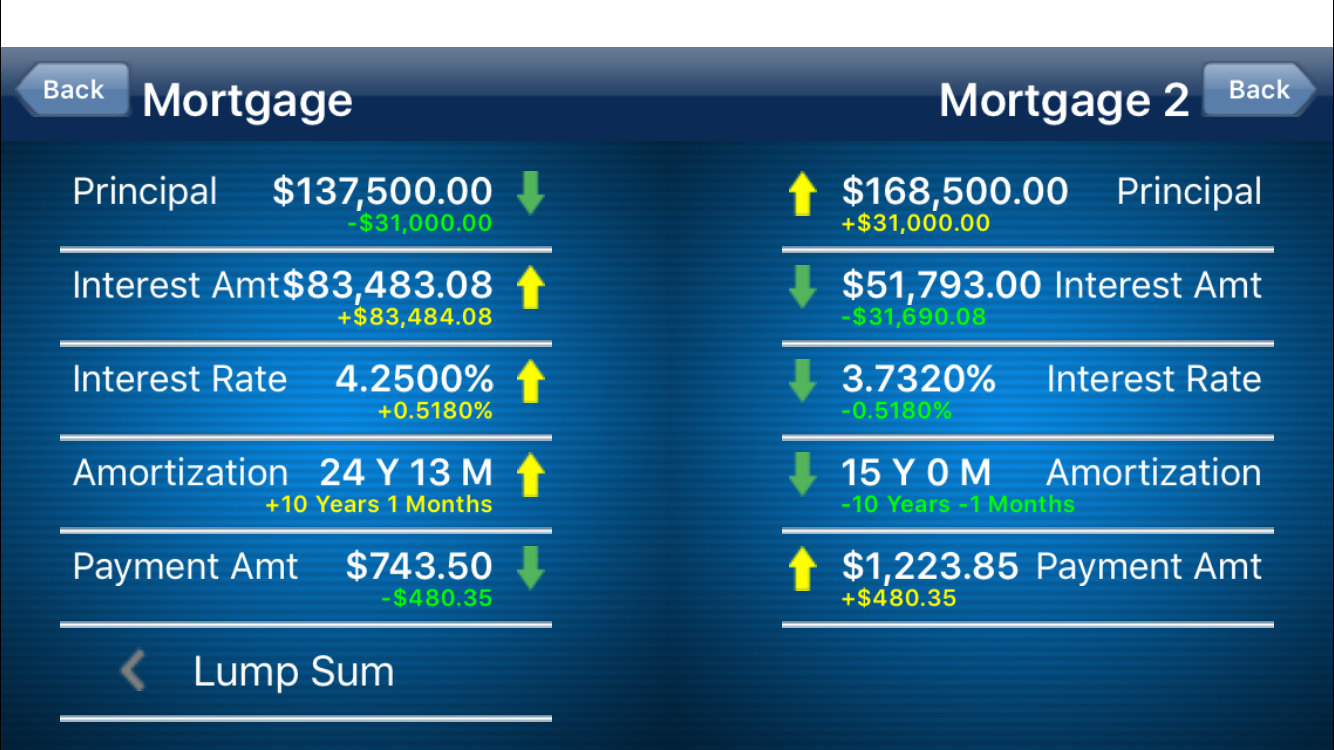 Back Mortgage
Principal $137,500.00
-$31,000.00
Interest Amt $83,483.08
+$83,484.08
Interest Rate 4.2500%
+0.5180%
Amortization 24 Y 13 M
+10 Years 1 Months
Payment Amt $743.50
-$480.35
Lump Sum
Mortgage 2 Back
$168,500.00 Principal
+$31,000.00
$51,793.00 Interest Amt
-$31,690.08
3.7320% Interest Rate
-0.5180%
15 Y 0 M Amortization
-10 Years -1 Months
$1,223.85 Payment Amt
+$480.35